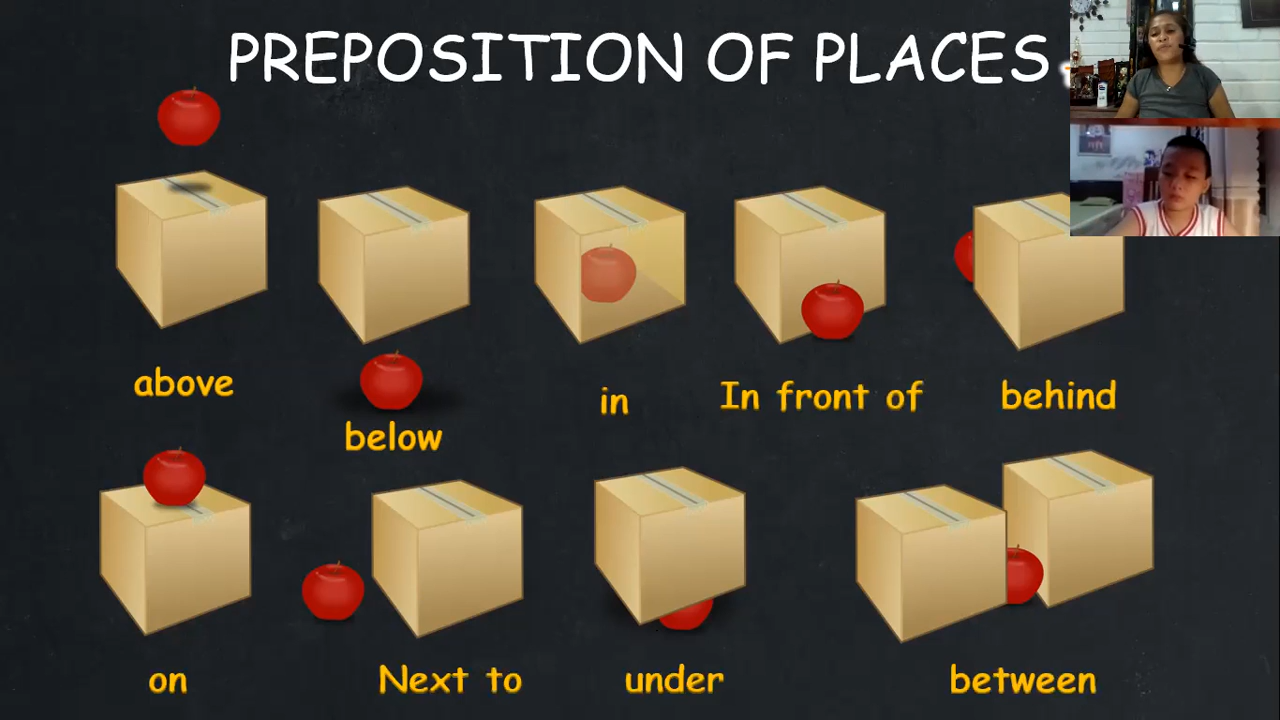 PREPOSITION OF PLACES
above
below
in
In front of
behind
on
Next to
under
between